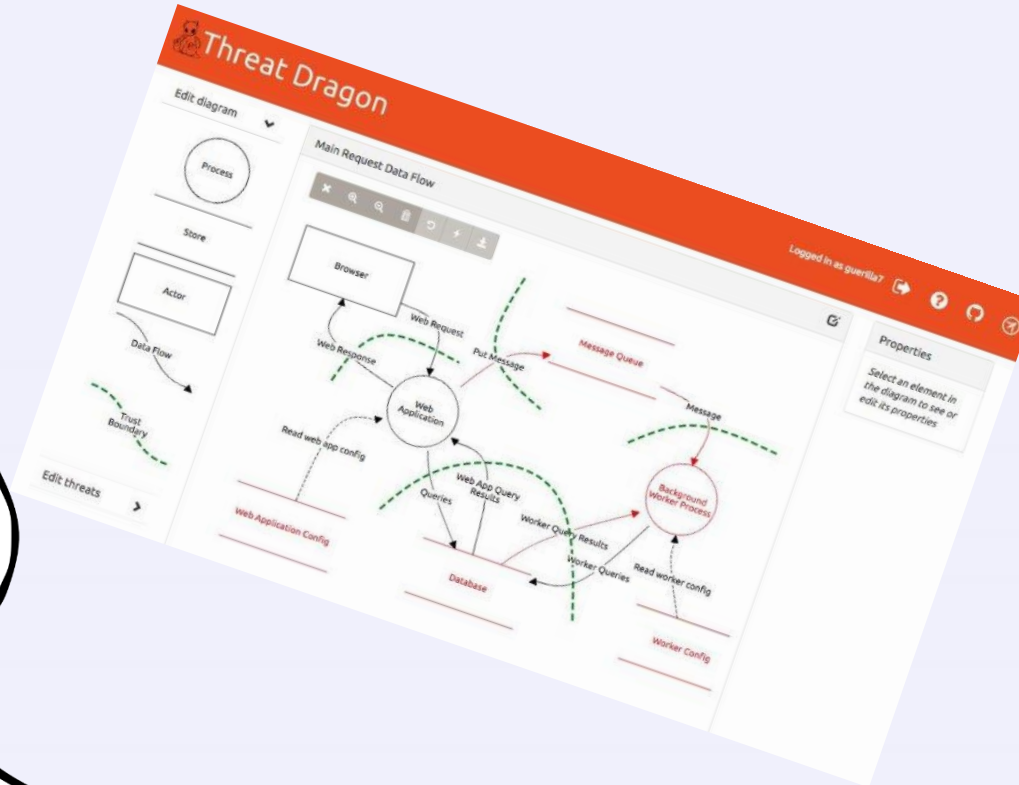 Threat Dragon
Logged in as guerilla7
Edit diagram
Process
Store
Actor
Data Flow
Trust
Boundary
Edit threats
Main Request Data Flow
Browser
Web Request
Web Response
Put Message
Message Queue
Message
Web
Application
Read web app config
Queries
Web App Query
Results
Background
Worker Process
Worker Query Results
Worker Queries
Read worker config
Web Application Config
Database
Worker Config
Properties
Select an element in
the diagram to see or
edit its properties